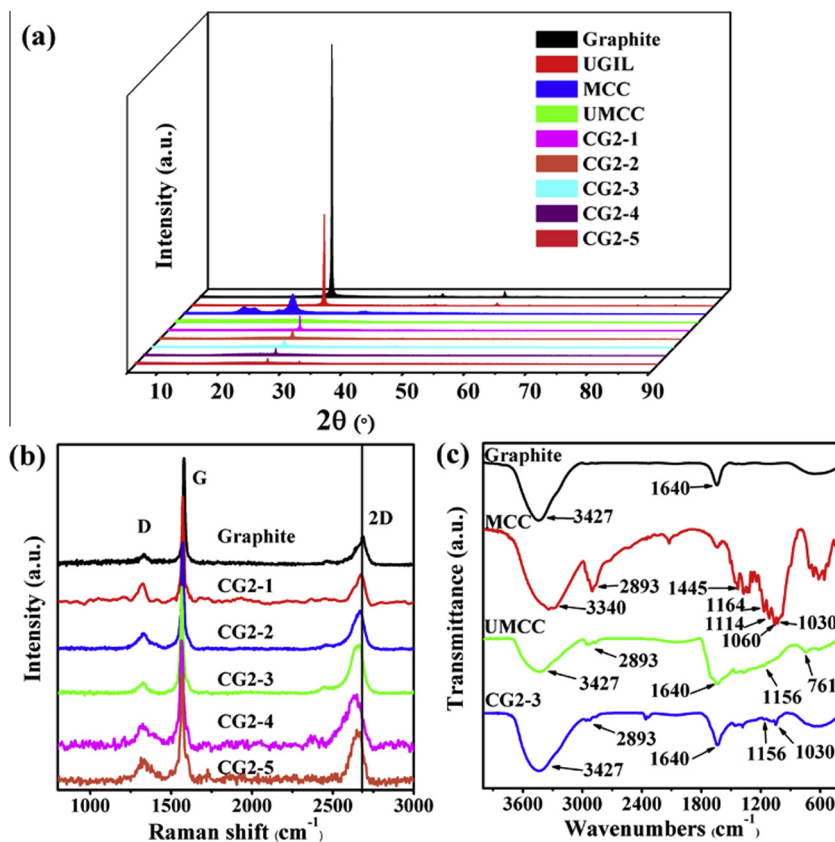 (a)
Intensity (a.u.)
Graphite
UGIL
MCC
UMCC
CG2-1
CG2-2
CG2-3
CG2-4
CG2-5
10 20 30 40 50 60 70 80 90
2θ (°)
(b)
Intensity (a.u.)
D
G
2D
Graphite
CG2-1
CG2-2
CG2-3
CG2-4
CG2-5
1000 1500 2000 2500 3000
Raman shift (cm⁻¹)
(c)
Transmittance (a.u.)
Graphite
1640
3427
MCC
2893
1445
3340
1164
1114
1060
1030
UMCC
2893
3427
1640
1156
761
CG2-3
2893
3427
1640
1156
1030
3600 3000 2400 1800 1200 600
Wavenumbers (cm⁻¹)